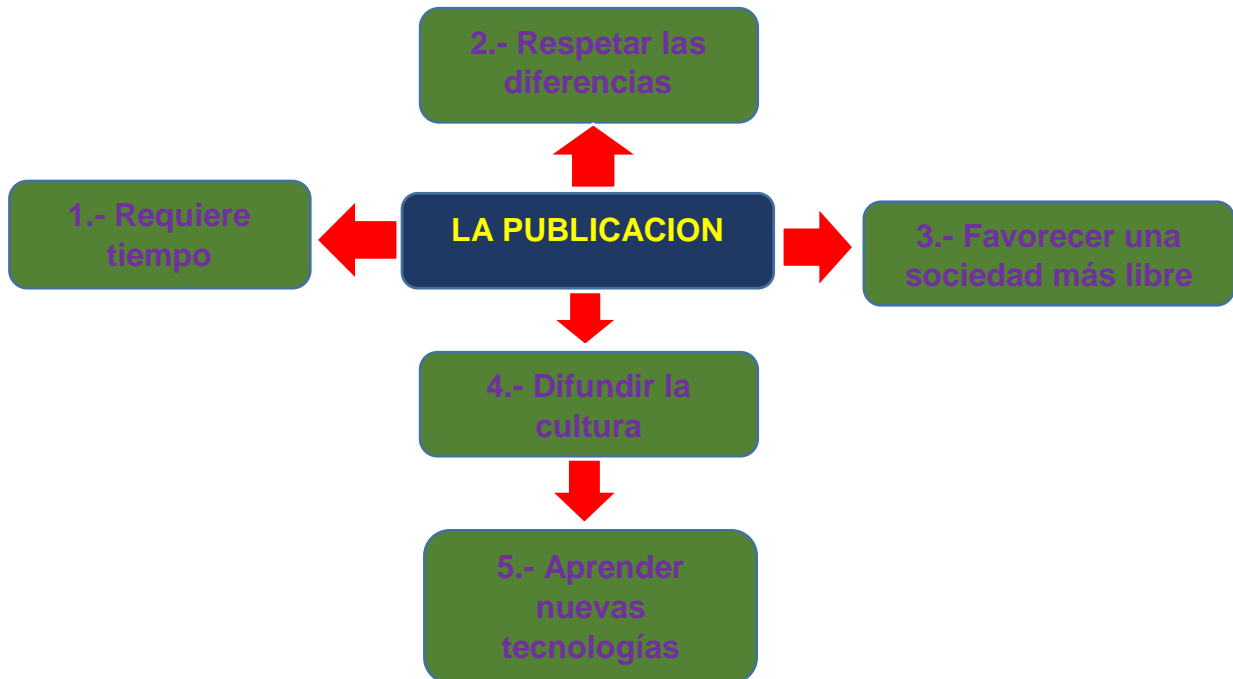 2.- Respetar las
diferencias
1.- Requiere
tiempo
LA PUBLICACION
3.- Favorecer una
sociedad más libre
4.- Difundir la
cultura
5.- Aprender
nuevas
tecnologías